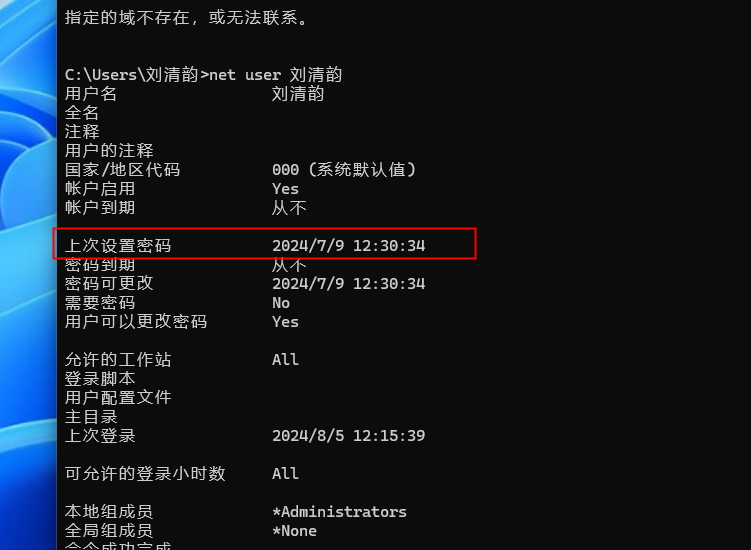 指定的域不存在，或无法联系。
C:\Users\刘清韵>net user 刘清韵
用户名 刘清韵
全名
注释
用户的注释
国家/地区代码 000 (系统默认值)
帐户启用 Yes
帐户到期 从不
上次设置密码 2024/7/9 12:30:34
密码到期 从不
密码可更改 2024/7/9 12:30:34
需要密码 No
用户可以更改密码 Yes
允许的工作站 All
登录脚本
用户配置文件
主目录
上次登录 2024/8/5 12:15:39
可允许的登录小时数 All
本地组成员 *Administrators
全局组成员 *None
命令成功完成